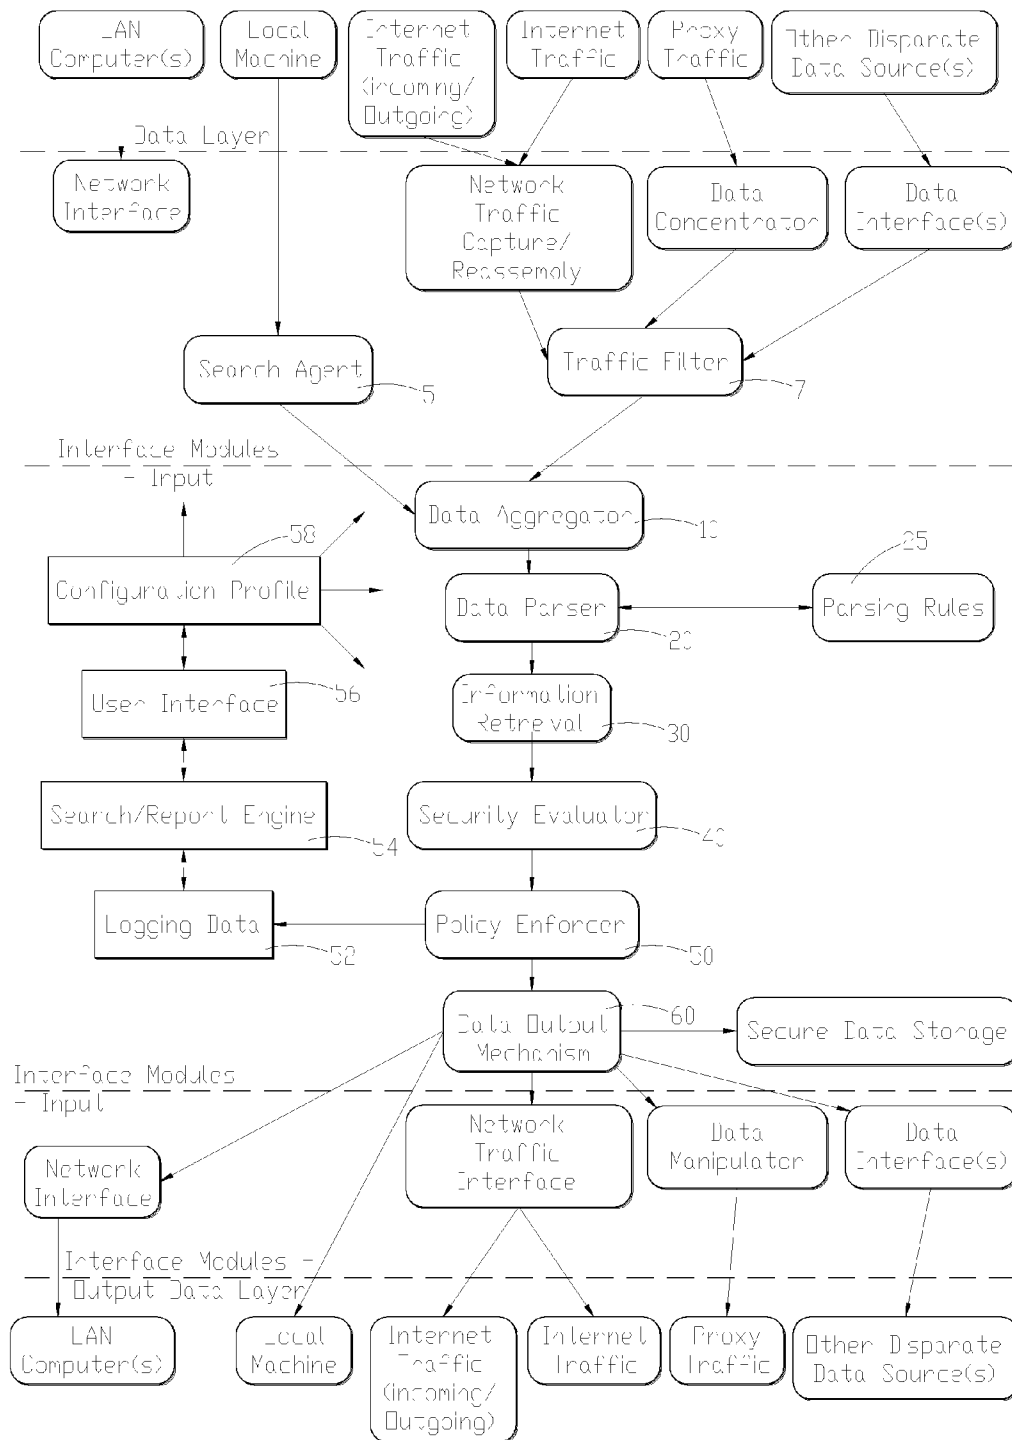 LAN
Computer(s)
Local
Machine
Internet
Traffic
(incoming/
Outgoing)
Internet
Traffic
Proxy
Traffic
Other Disparate
Data Source(s)
Data Layer
Network
Interface
Network
Traffic
Capture/
Reassemoly
Data
Concentrator
Data
Interface(s)
Search Agent
5
Traffic Filter
7
Interface Modules
- Input
Data Aggregator
10
58
Configuration Profile
Data Parser
20
25
Parsing Rules
User Interface
56
Information
Retreival
30
Search/Report Engine
54
Security Evaluator
40
Logging Data
52
Policy Enforcer
50
Data Output
Mechanism
60
Secure Data Storage
Interface Modules
- Input
Network
Interface
Network
Traffic
Interface
Data
Manipulator
Data
Interface(s)
Interface Modules -
Output Data Layer
LAN
Computer(s)
Local
Machine
Internet
Traffic
(incoming/
Outgoing)
Internet
Traffic
Proxy
Traffic
Other Disparate
Data Source(s)